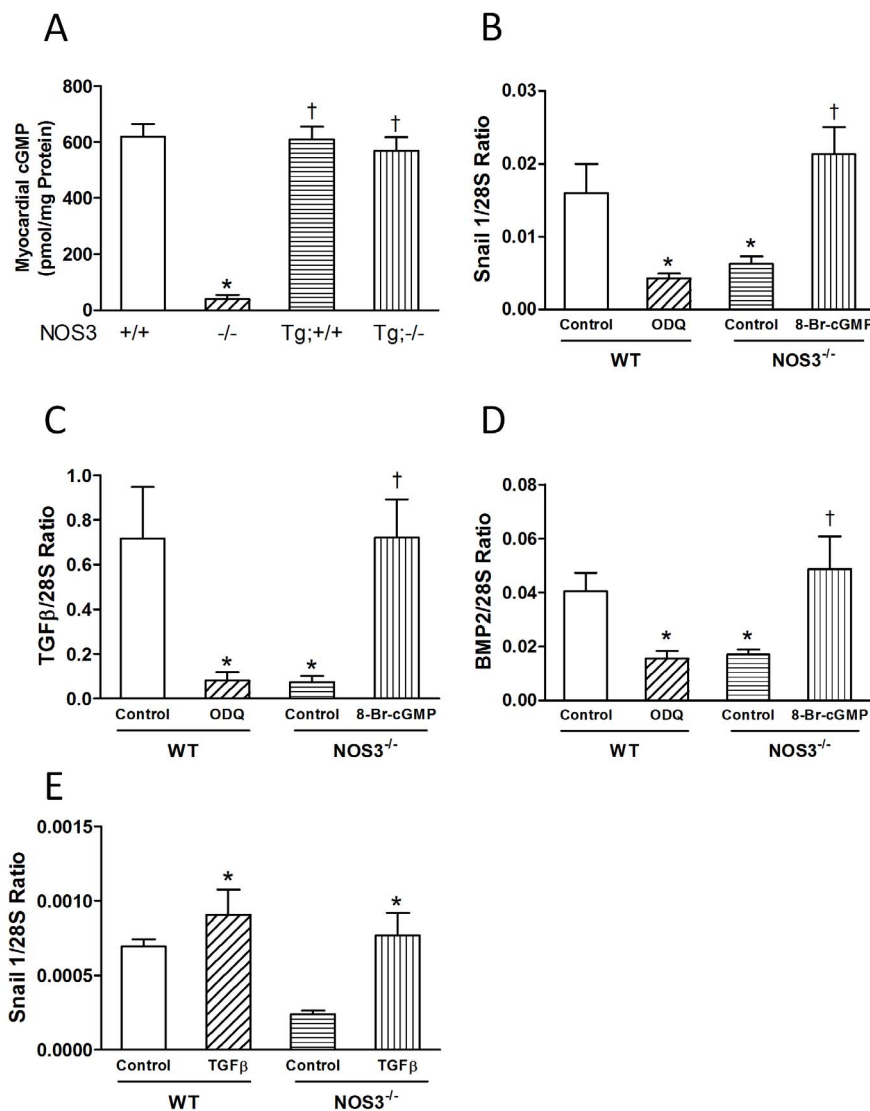 A
Myocardial cGMP
(pmol/mg Protein)
800
600
400
200
0
*
†
†
NOS3 +/+ -/- Tg;+/+ Tg;-/-
B
Snail 1/28S Ratio
0.03
0.02
0.01
0.00
*
*
†
Control ODQ Control 8-Br-cGMP
WT NOS3-/-
C
TGFβ/28S Ratio
1.0
0.8
0.6
0.4
0.2
0.0
*
*
†
Control ODQ Control 8-Br-cGMP
WT NOS3-/-
D
BMP2/28S Ratio
0.08
0.06
0.04
0.02
0.00
*
*
†
Control ODQ Control 8-Br-cGMP
WT NOS3-/-
E
Snail 1/28S Ratio
0.0015
0.0010
0.0005
0.0000
*
*
Control TGFβ Control TGFβ
WT NOS3-/-